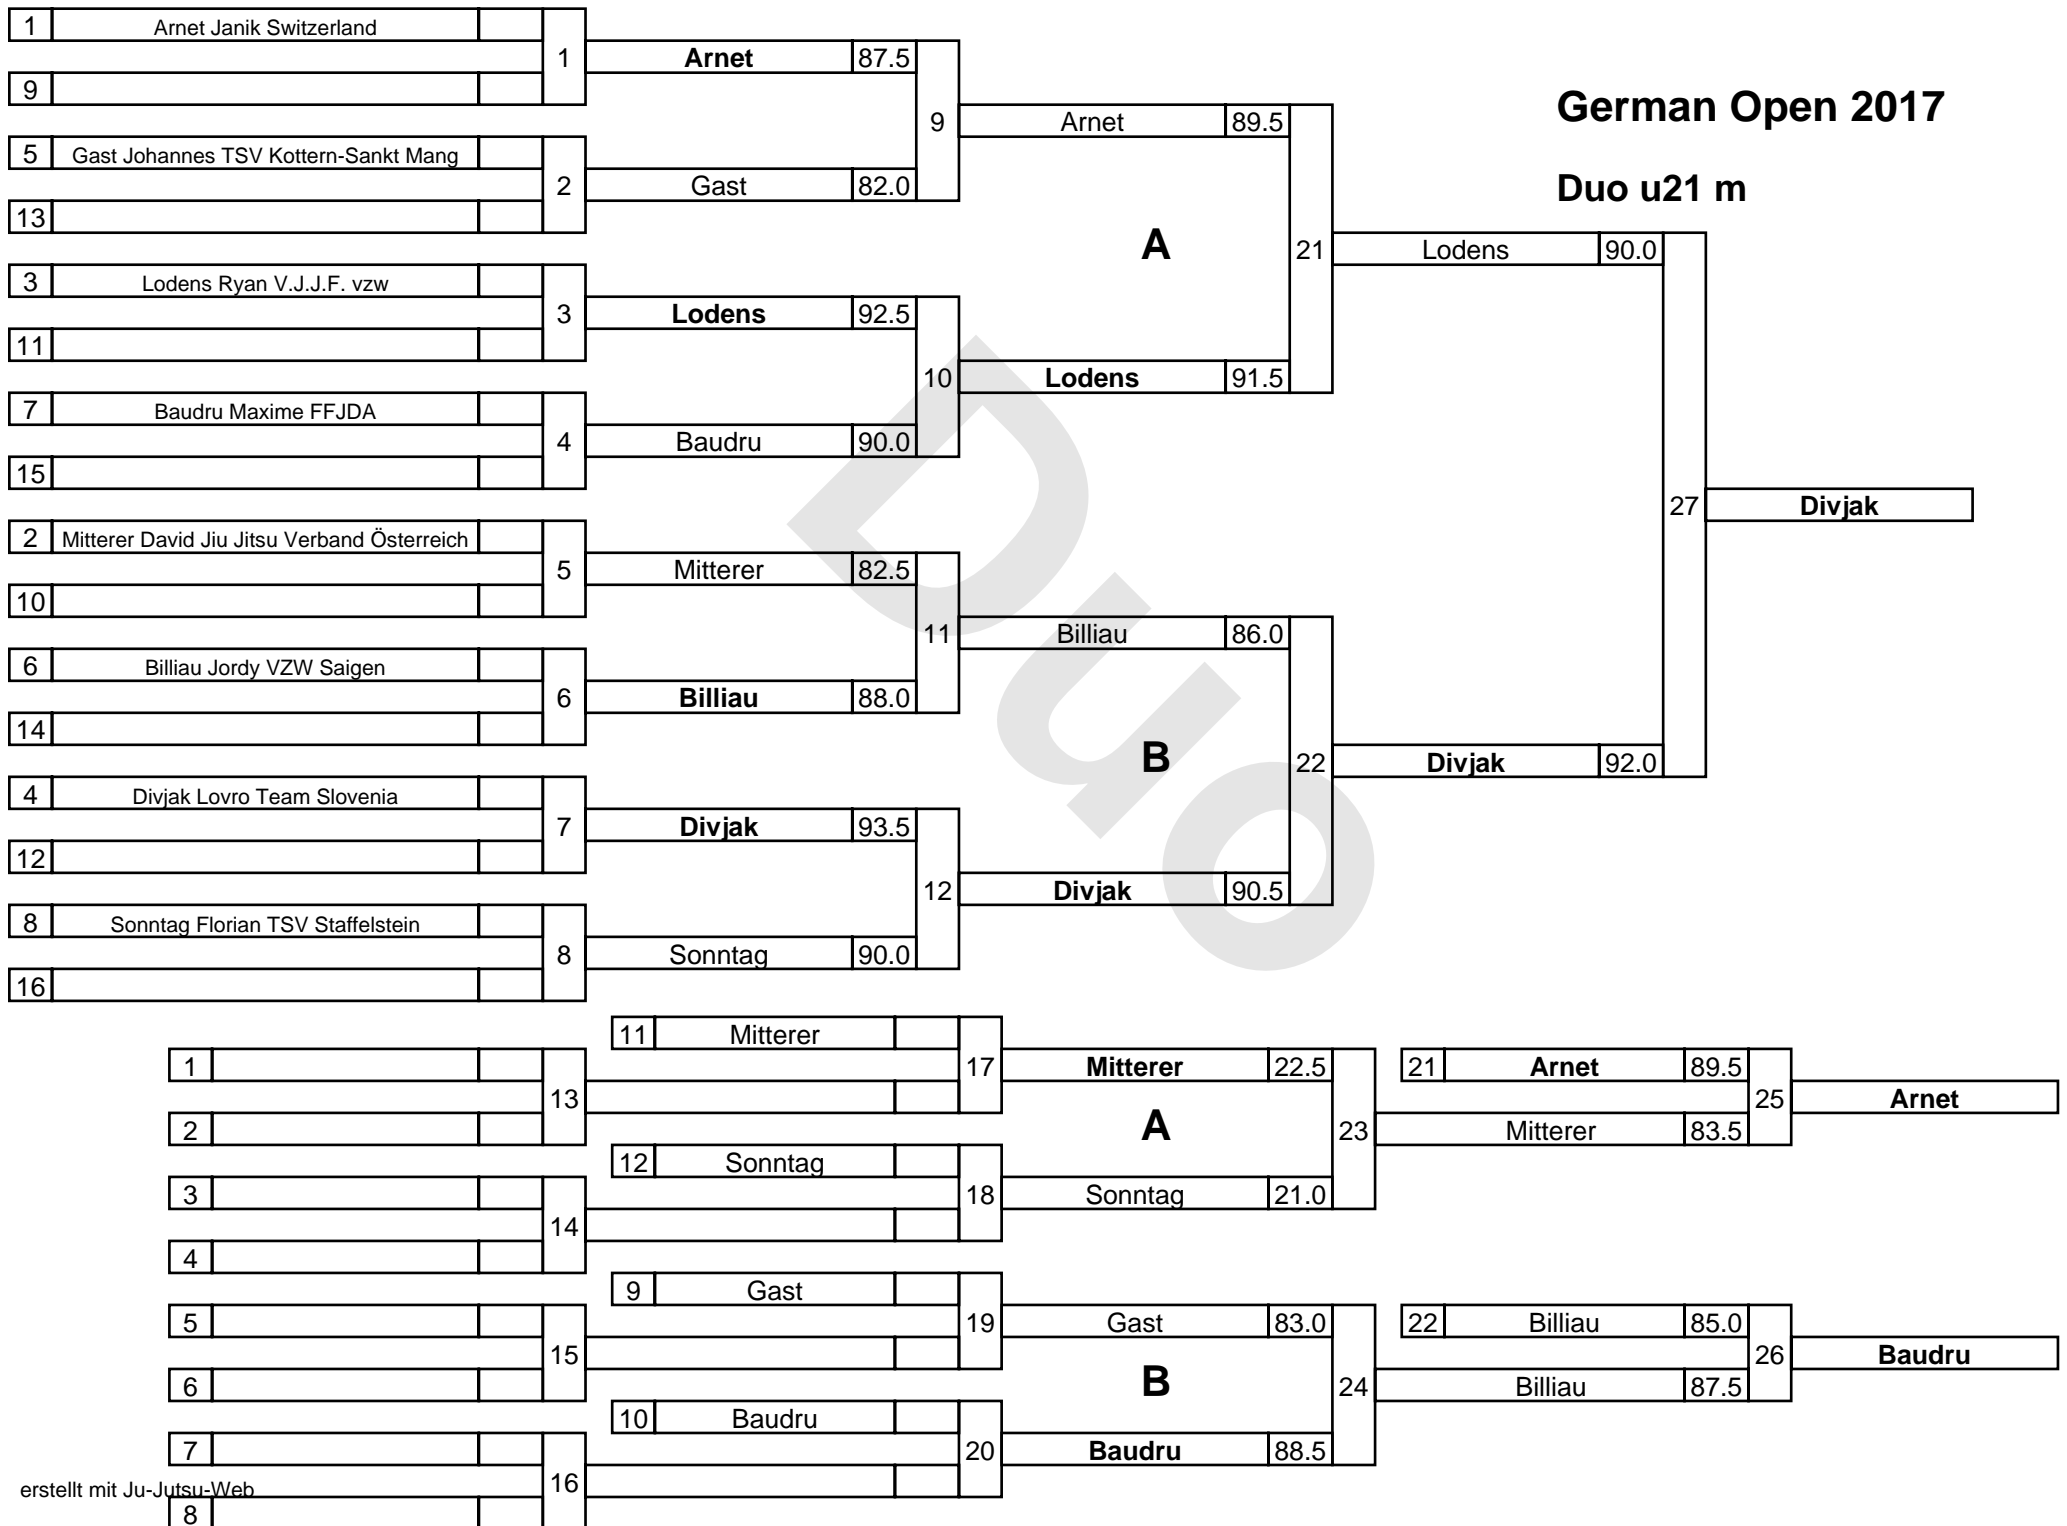 German Open 2017
Duo u21 m
1 Arnet Janik Switzerland
9
1
5 Gast Johannes TSV Kottern-Sankt Mang
13
2
3 Lodens Ryan V.J.J.F. vzw
11
3
7 Baudru Maxime FFJDA
15
4
2 Mitterer David Jiu Jitsu Verband Österreich
10
5
6 Billiau Jordy VZW Saigen
14
6
4 Divjak Lovro Team Slovenia
12
7
8 Sonntag Florian TSV Staffelstein
16
8
Arnet 87.5
Gast 82.0
9
Lodens 92.5
Baudru 90.0
10
Mitterer 82.5
Billiau 88.0
11
Divjak 93.5
Sonntag 90.0
12
Arnet 89.5
A
Lodens 91.5
21
Billiau 86.0
B
Divjak 90.5
22
Lodens 90.0
Divjak 92.0
27
Divjak
Duo
1
2
13
3
4
14
5
6
15
7
8
16
11 Mitterer
17
12 Sonntag
18
9 Gast
19
10 Baudru
20
Mitterer 22.5
A
Sonntag 21.0
23
Gast 83.0
B
Baudru 88.5
24
21 Arnet 89.5
Mitterer 83.5
25
Arnet
22 Billiau 85.0
Billiau 87.5
26
Baudru
erstellt mit Ju-Jutsu-Web